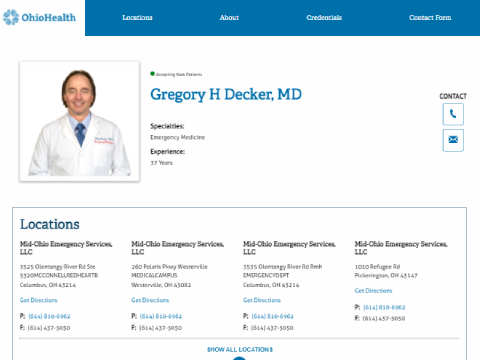 OhioHealth
Locations
About
Credentials
Contact Form
Accepting New Patients
Gregory H Decker, MD
Specialties:
Emergency Medicine
Experience:
37 Years
CONTACT
Locations
Mid-Ohio Emergency Services, LLC
3525 Olentangy River Rd Ste
5320MCCONNELLREDHEARTB
Columbus, OH 43214
Get Directions
P: (614) 810-6962
F: (614) 437-5050
Mid-Ohio Emergency Services, LLC
260 Polaris Pkwy Westerville
MEDICALCAMPUS
Westerville, OH 43082
Get Directions
P: (614) 810-6962
F: (614) 437-5050
Mid-Ohio Emergency Services, LLC
3535 Olentangy River Rd Rmh
EMERGENCYDEPT
Columbus, OH 43214
Get Directions
P: (614) 810-6962
F: (614) 437-5050
Mid-Ohio Emergency Services, LLC
1010 Refugee Rd
Pickerington, OH 43147
Get Directions
P: (614) 810-6962
F: (614) 437-5050
SHOW ALL LOCATIONS